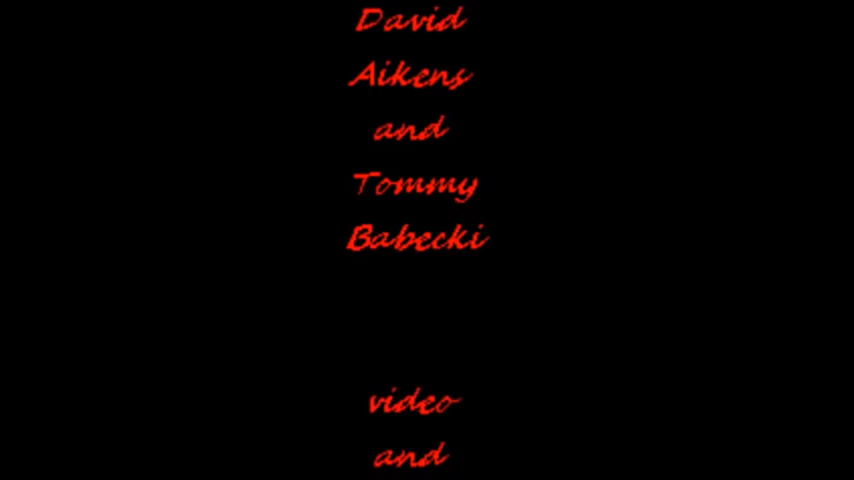 David
Aikens
and
Tommy
Babecki
video
and